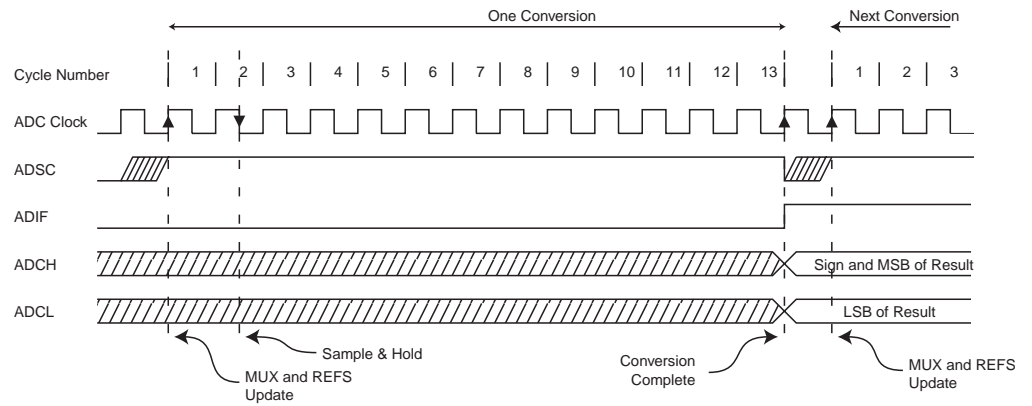 One Conversion
Next Conversion
Cycle Number 1 2 3 4 5 6 7 8 9 10 11 12 13 1 2 3
ADC Clock
ADSC
ADIF
ADCH
Sign and MSB of Result
ADCL
LSB of Result
MUX and REFS
Update
Sample & Hold
Conversion
Complete
MUX and REFS
Update